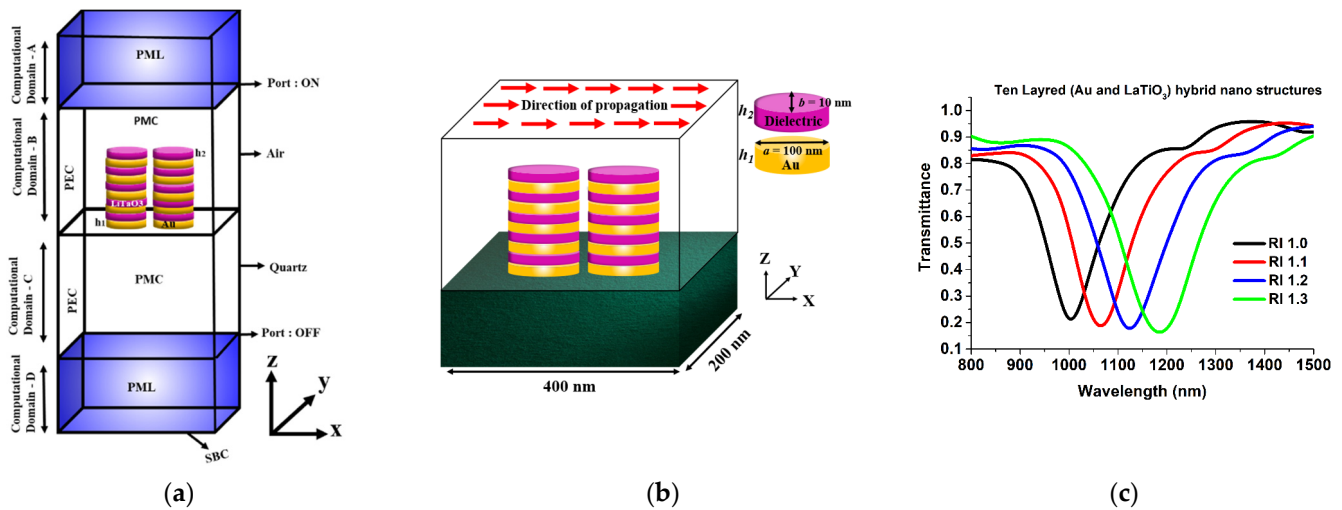 Computational
Domain - A
PML
Port : ON
PMC
Computational
Domain - B
PEC
h2
Air
LiTaO3
h1
Au
Computational
Domain - C
PEC
PMC
Quartz
Port : OFF
Computational
Domain - D
PML
SBC
Z
y
x
(a)
Direction of propagation
h2
b = 10 nm
Dielectric
h1
a = 100 nm
Au
Z
Y
X
200 nm
400 nm
(b)
Ten Layred (Au and LaTiO3) hybrid nano structures
Transmittance
1.0
0.9
0.8
0.7
0.6
0.5
0.4
0.3
0.2
0.1
RI 1.0
RI 1.1
RI 1.2
RI 1.3
800 900 1000 1100 1200 1300 1400 1500
Wavelength (nm)
(c)